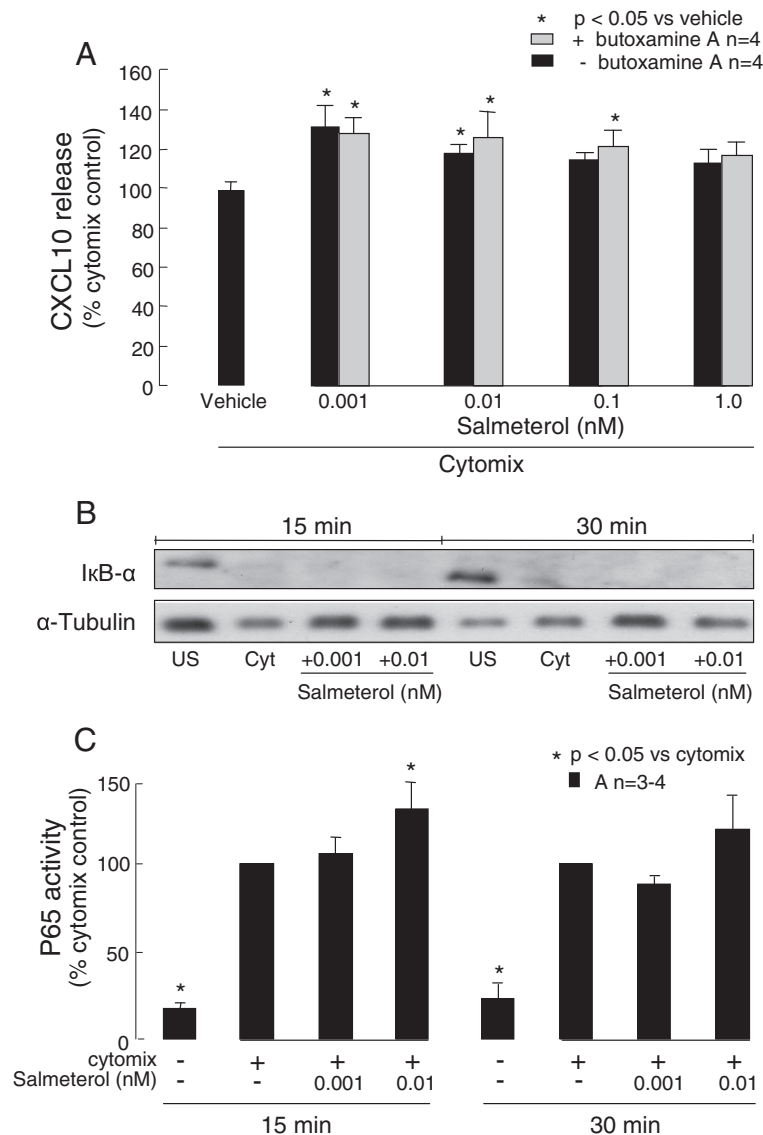 A
* p < 0.05 vs vehicle
+ butoxamine A n=4
- butoxamine A n=4
CXCL10 release
(% cytomix control)
160
140
120
100
80
60
40
20
0
* * * * *
Vehicle 0.001 0.01 0.1 1.0
Salmeterol (nM)
Cytomix
B
15 min 30 min
IκB-α
α-Tubulin
US Cyt +0.001 +0.01 US Cyt +0.001 +0.01
Salmeterol (nM) Salmeterol (nM)
C
* p < 0.05 vs cytomix
A n=3-4
P65 activity
(% cytomix control)
150
100
50
0
* * *
cytomix - + + + - + + +
Salmeterol (nM) - - 0.001 0.01 - - 0.001 0.01
15 min 30 min